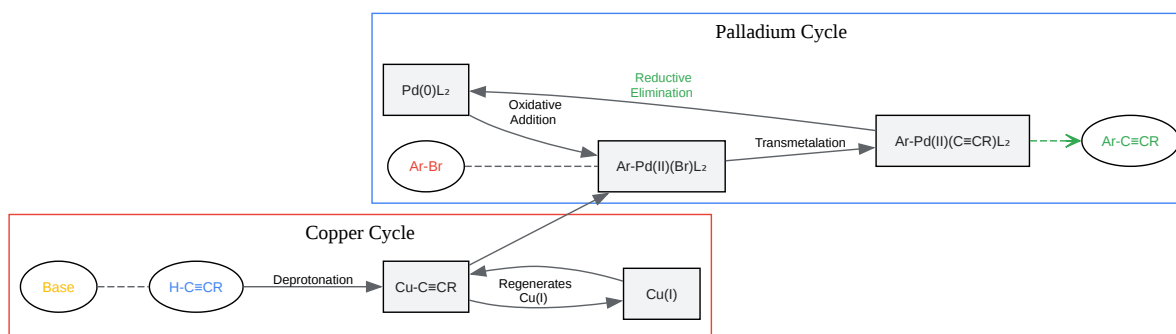 Palladium Cycle
Pd(0)L₂
Reductive
Elimination
Oxidative
Addition
Ar-Br
Ar-Pd(II)(Br)L₂
Transmetalation
Ar-Pd(II)(C≡CR)L₂
Ar-C≡CR
Copper Cycle
Base
H-C≡CR
Deprotonation
Cu-C≡CR
Regenerates
Cu(I)
Cu(I)